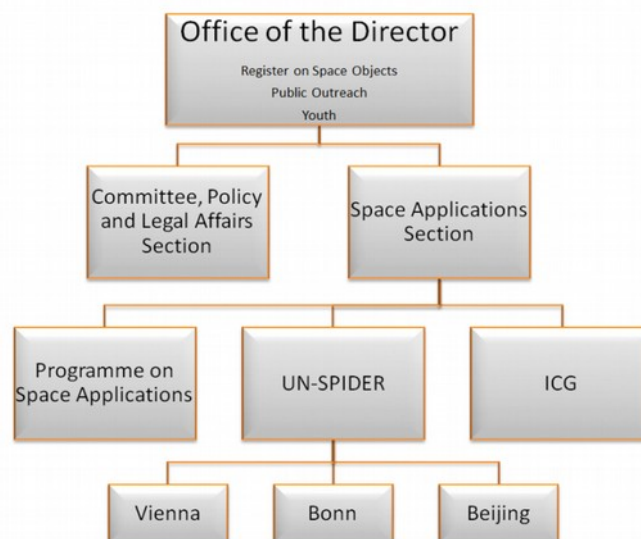 Office of the Director
Register on Space Objects
Public Outreach
Youth
Committee, Policy
and Legal Affairs
Section
Space Applications
Section
Programme on
Space Applications
UN-SPIDER
ICG
Vienna
Bonn
Beijing